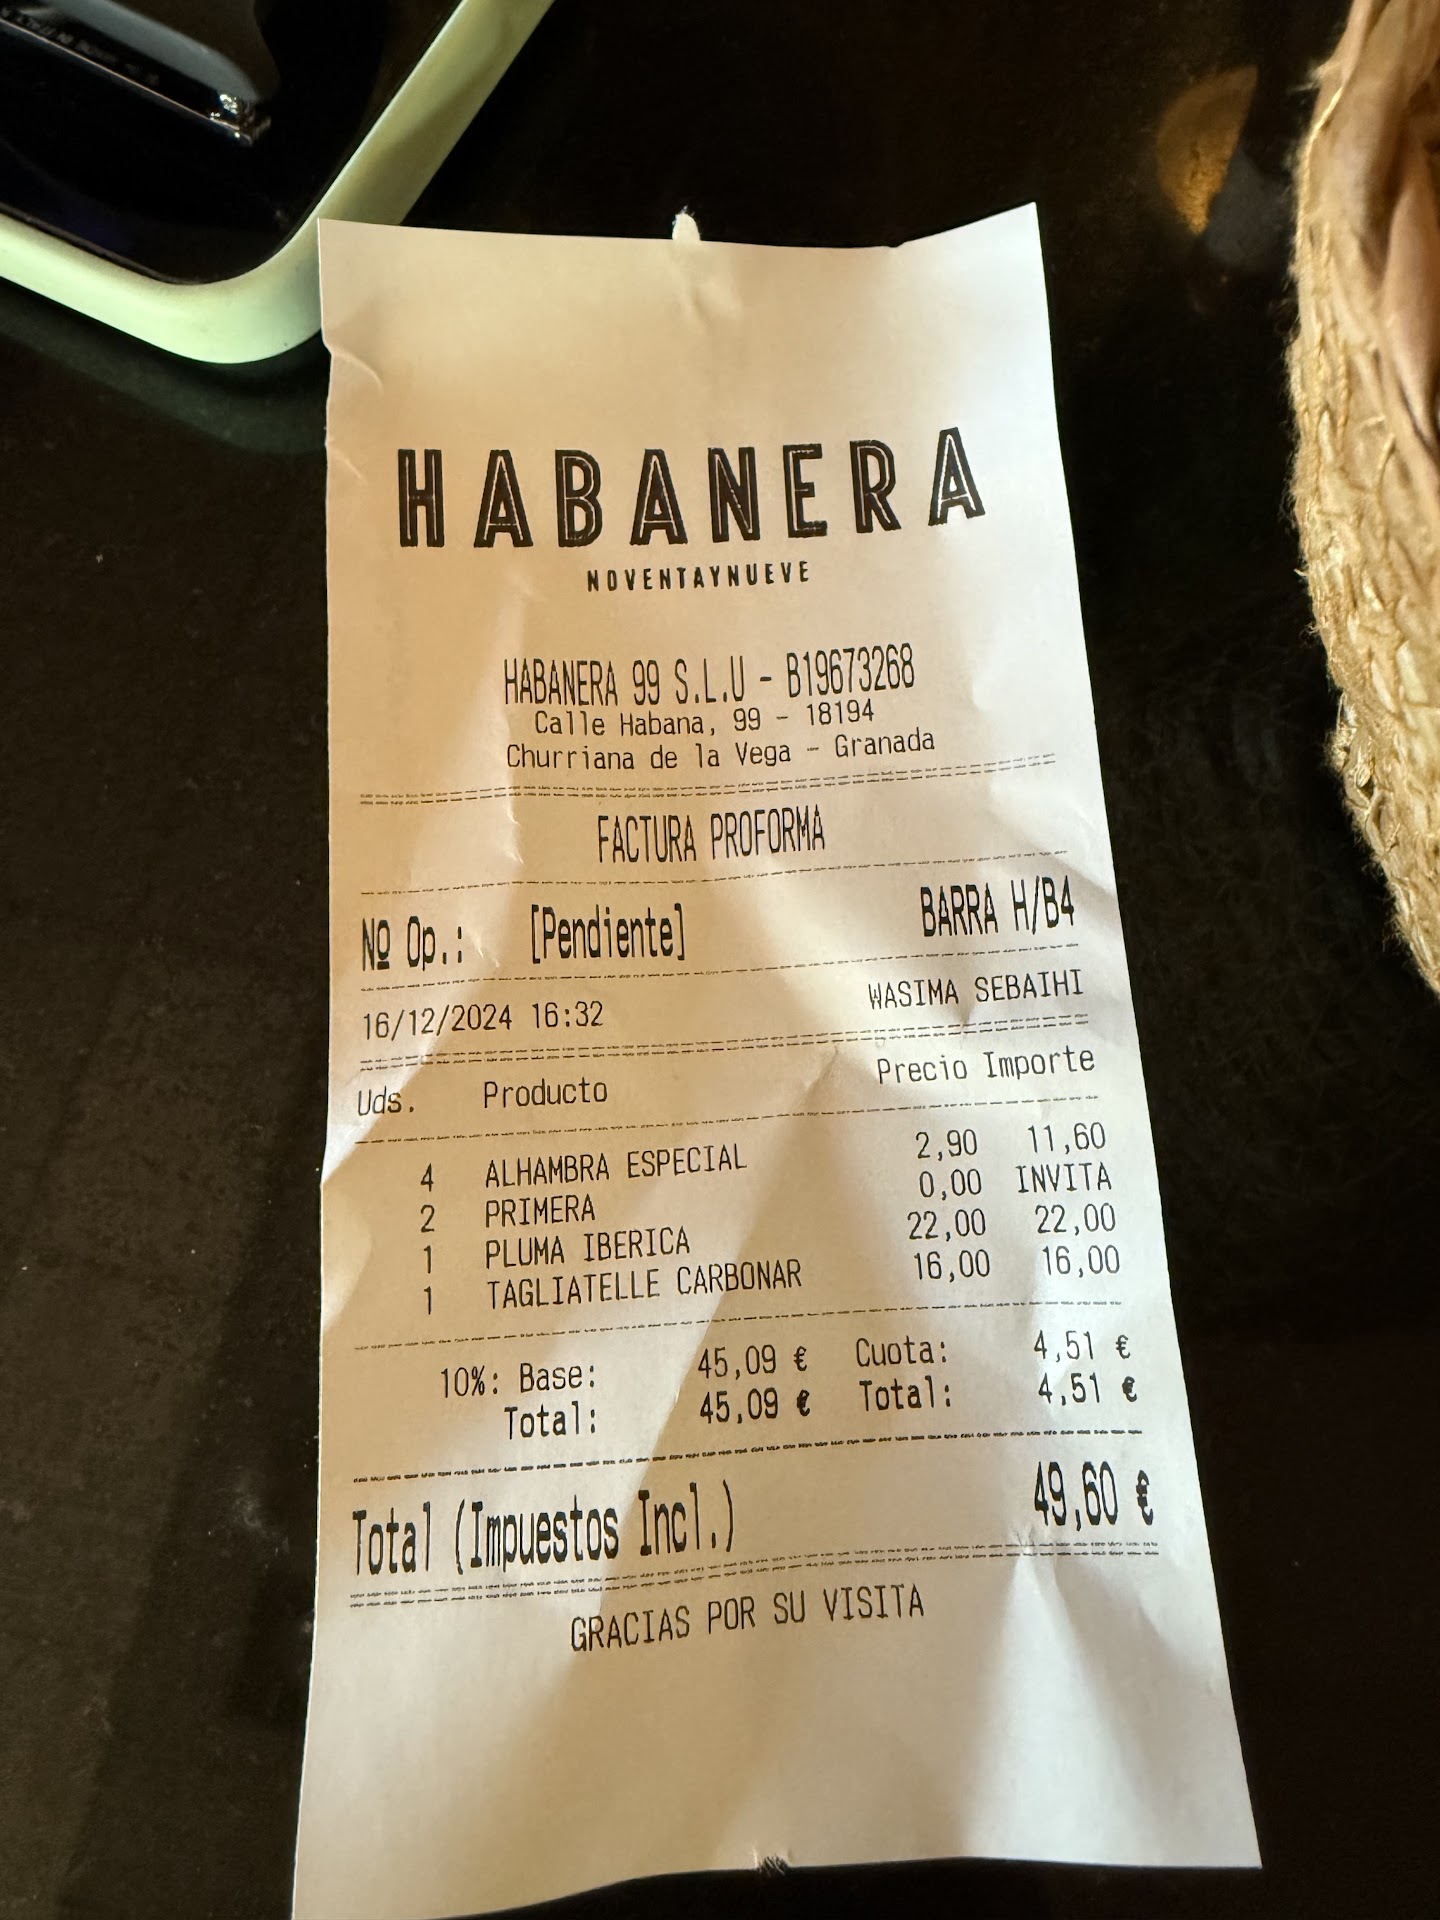 HABANERA
NOVENTAYNUEVE
HABANERA 99 S.L.U - B19673268
Calle Habana, 99 - 18194
Churriana de la Vega - Granada
FACTURA PROFORMA
Nº Op.: [Pendiente] BARRA H/B4
16/12/2024 16:32 WASIMA SEBAIHI
Uds. Producto Precio Importe
4 ALHAMBRA ESPECIAL 2,90 11,60
2 PRIMERA 0,00 INVITA
1 PLUMA IBERICA 22,00 22,00
1 TAGLIATELLE CARBONAR 16,00 16,00
10%: Base: 45,09 € Cuota: 4,51 €
Total: 45,09 € Total: 4,51 €
Total (Impuestos Incl.) 49,60 €
GRACIAS POR SU VISITA